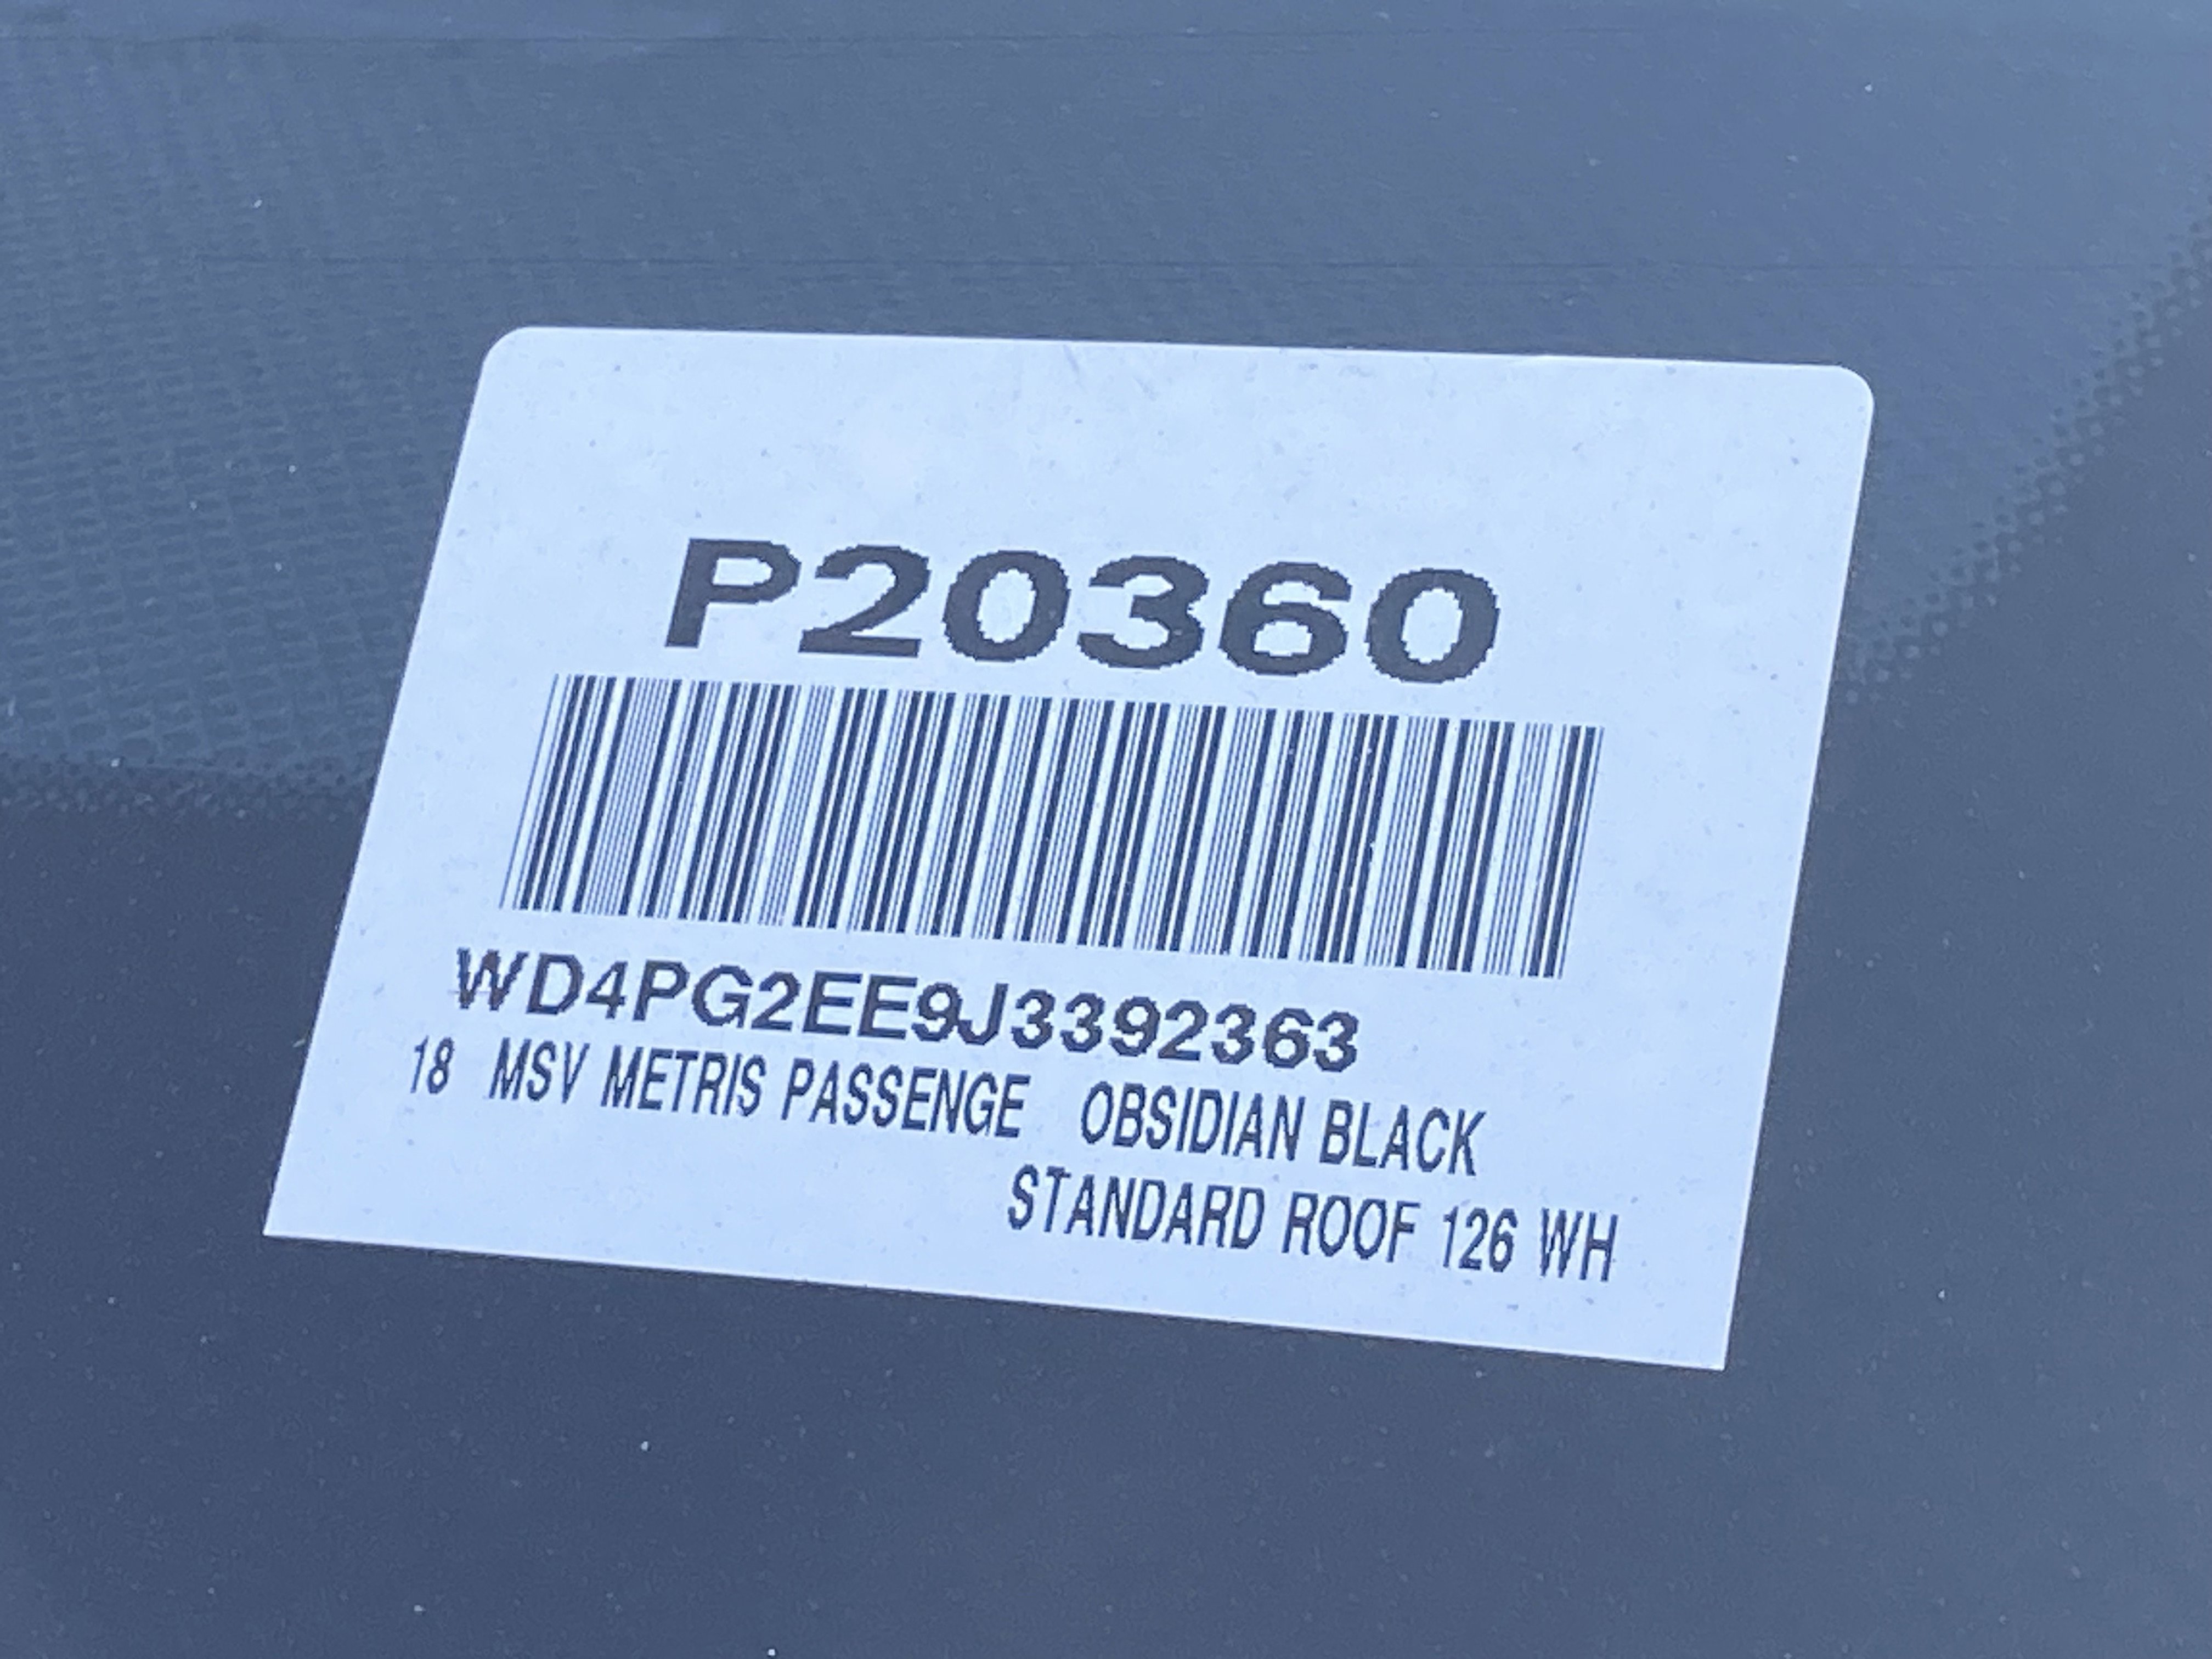 P20360
WD4PG2EE9J3392363
18 MSV METRIS PASSENGE OBSIDIAN BLACK
STANDARD ROOF 126 WH